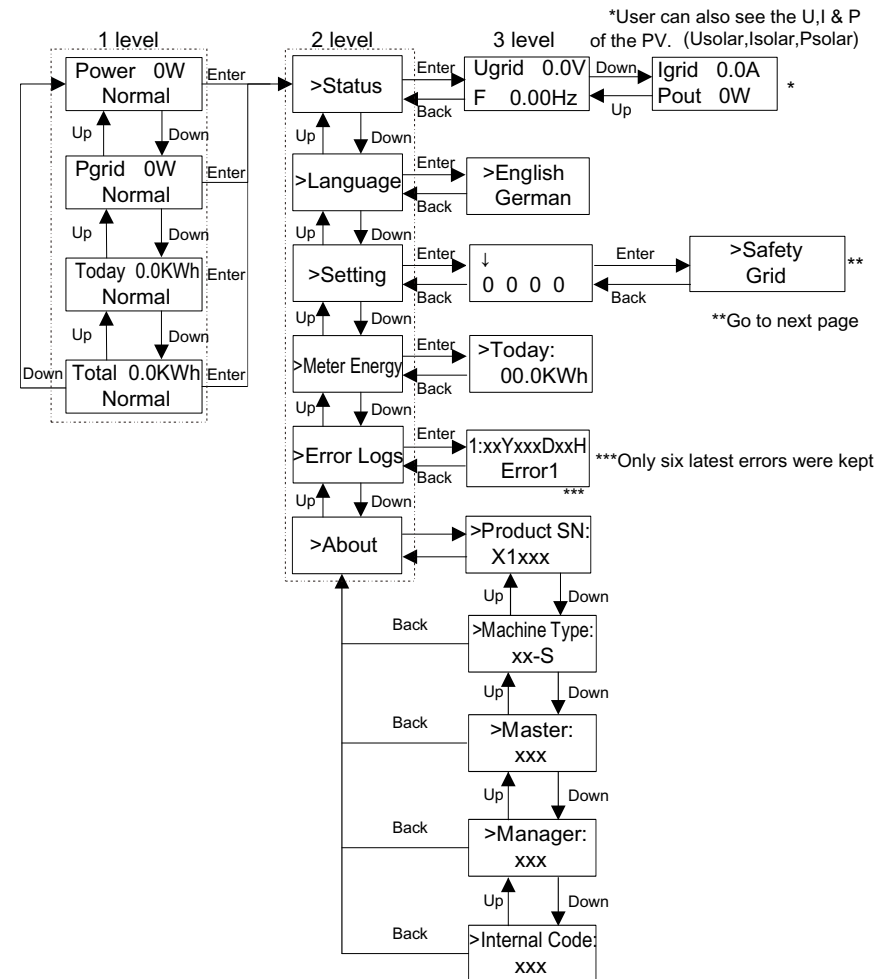 *User can also see the U,I & P
of the PV. (Usolar,Isolar,Psolar)
1 level
2 level
3 level
Power 0W
Normal
Enter
>Status
Enter
Back
Ugrid 0.0V
F 0.00Hz
Down
Up
Igrid 0.0A
Pout 0W
*
Up
Down
Up
Down
Pgrid 0W
Normal
Enter
>Language
Enter
Back
>English
German
Up
Down
Up
Down
Today 0.0KWh
Normal
Enter
>Setting
Enter
Back
↓
0 0 0 0
Enter
Back
>Safety
Grid
**
**Go to next page
Up
Down
Up
Down
Down
Total 0.0KWh
Normal
Enter
>Meter Energy
Enter
Back
>Today:
00.0KWh
Up
Down
>Error Logs
Enter
Back
1:xxYxxxDxxH
Error1
***Only six latest errors were kept
***
Up
Down
>About
>Product SN:
X1xxx
Up
Down
Back
>Machine Type:
xx-S
Up
Down
Back
>Master:
xxx
Up
Down
Back
>Manager:
xxx
Up
Down
Back
>Internal Code:
xxx